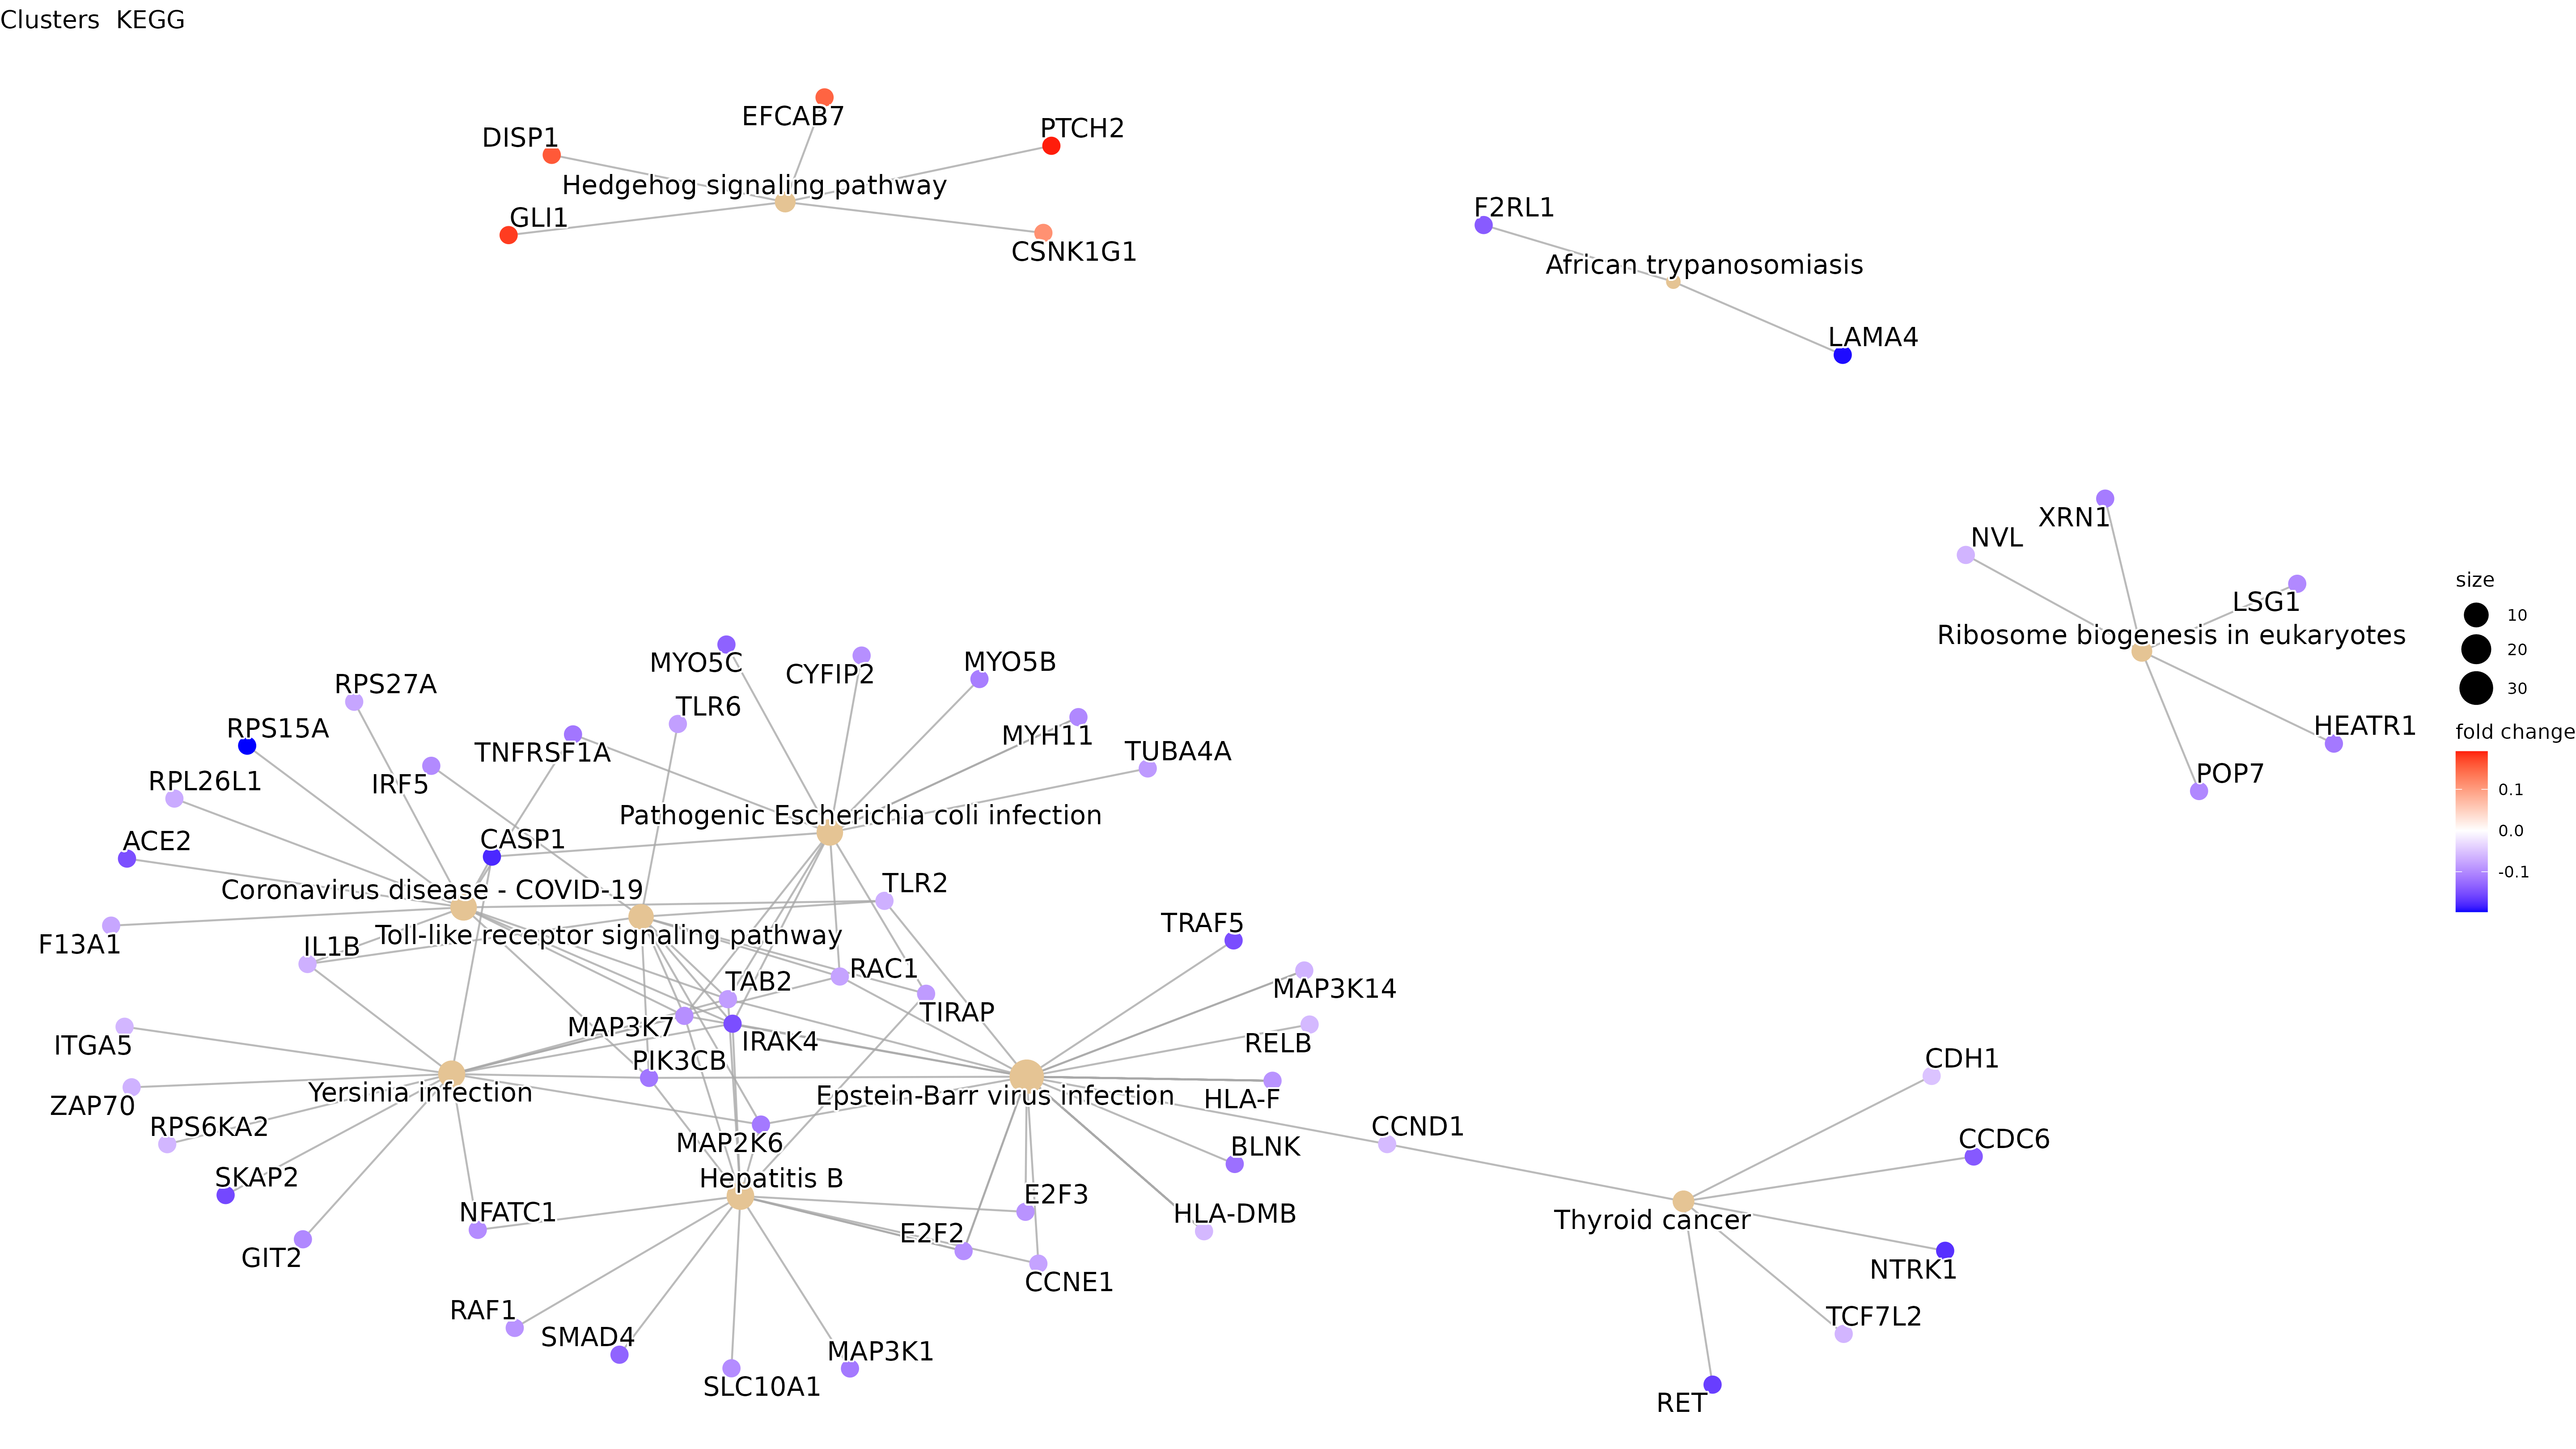 Clusters  KEGG
EFCAB7
PTCH2
DISP1
Hedgehog signaling pathway
GLI1
CSNK1G1
F2RL1
African trypanosomiasis
LAMA4
XRN1
NVL
LSG1
Ribosome biogenesis in eukaryotes
HEATR1
POP7
size
10
20
30
fold change
0.1
0.0
-0.1
MYO5C
CYFIP2
MYO5B
RPS27A
TLR6
RPS15A
TNFRSF1A
MYH11
TUBA4A
RPL26L1
IRF5
Pathogenic Escherichia coli infection
ACE2
CASP1
Coronavirus disease - COVID-19
TLR2
F13A1
IL1B
Toll-like receptor signaling pathway
TRAF5
TAB2
RAC1
MAP3K14
TIRAP
MAP3K7
IRAK4
ITGA5
RELB
PIK3CB
Yersinia infection
Epstein-Barr virus infection
HLA-F
ZAP70
RPS6KA2
MAP2K6
BLNK
CCND1
CDH1
CCDC6
SKAP2
Hepatitis B
E2F3
NFATC1
HLA-DMB
E2F2
Thyroid cancer
GIT2
CCNE1
NTRK1
RAF1
SMAD4
MAP3K1
TCF7L2
SLC10A1
RET